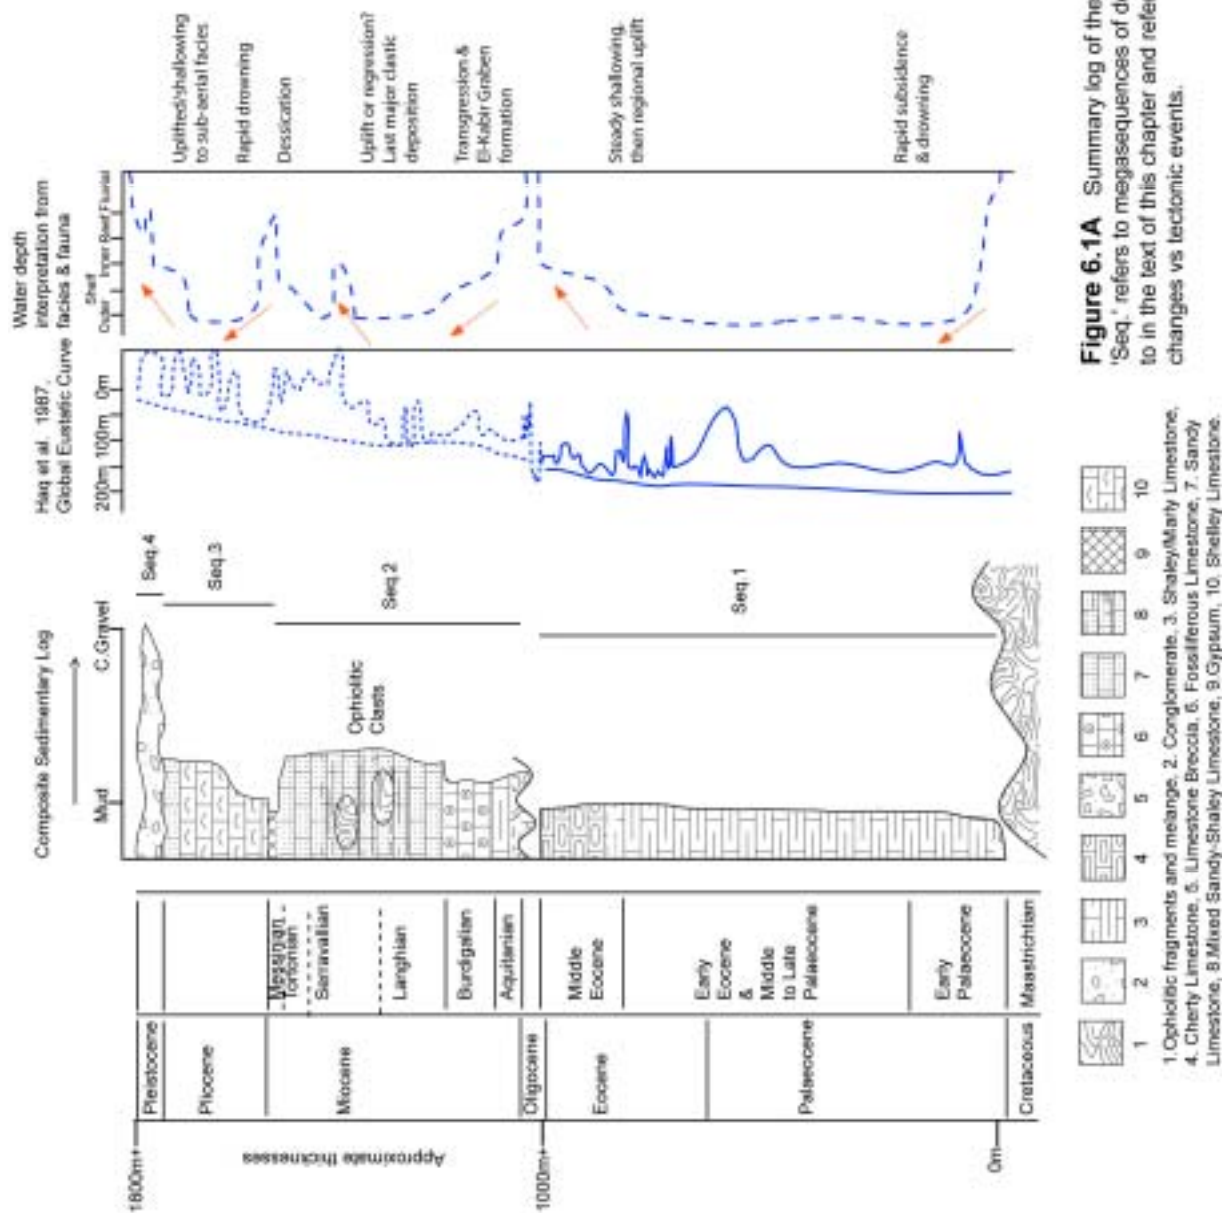 Composite Sedimentary Log
Mud
C.Gravel
Haq et al. 1987,
Global Eustatic Curve
200m 100m 0m
Water depth
interpretation from
facies & fauna
Shelf
Outer Inner Reef Fluvial
1800m+
1000m+
0m
Approximate thicknesses
Pleistocene
Pliocene
Miocene
Oligocene
Eocene
Palaeocene
Cretaceous
Messinian
Tortonian
Sarravallian
Langhian
Burdigalian
Aquitanian
Middle
Eocene
Early
Eocene
&
Middle
to Late
Palaeocene
Early
Palaeocene
Maastrichtian
Ophiolitic
Clasts
Seq.4
Seq.3
Seq.2
Seq.1
Uplifted/shallowing
to sub-aerial facies
Rapid drowning
Dessication
Uplift or regression?
Last major clastic
deposition
Transgression &
El-Kabir Graben
formation
Steady shallowing,
then regional uplift
Rapid subsidence
& drowning
1 2 3 4 5 6 7 8 9 10
1.Ophiolitic fragments and melange, 2. Conglomerate, 3. Shaley/Marly Limestone,
4. Cherty Limestone, 5. Limestone Breccia, 6. Fossiliferous Limestone, 7. Sandy
Limestone, 8.Mixed Sandy-Shaley Limestone, 9.Gypsum, 10. Shelley Limestone.
Figure 6.1A Summary log of the
'Seq.' refers to megasequences of
to in the text of this chapter and
changes vs tectonic events.